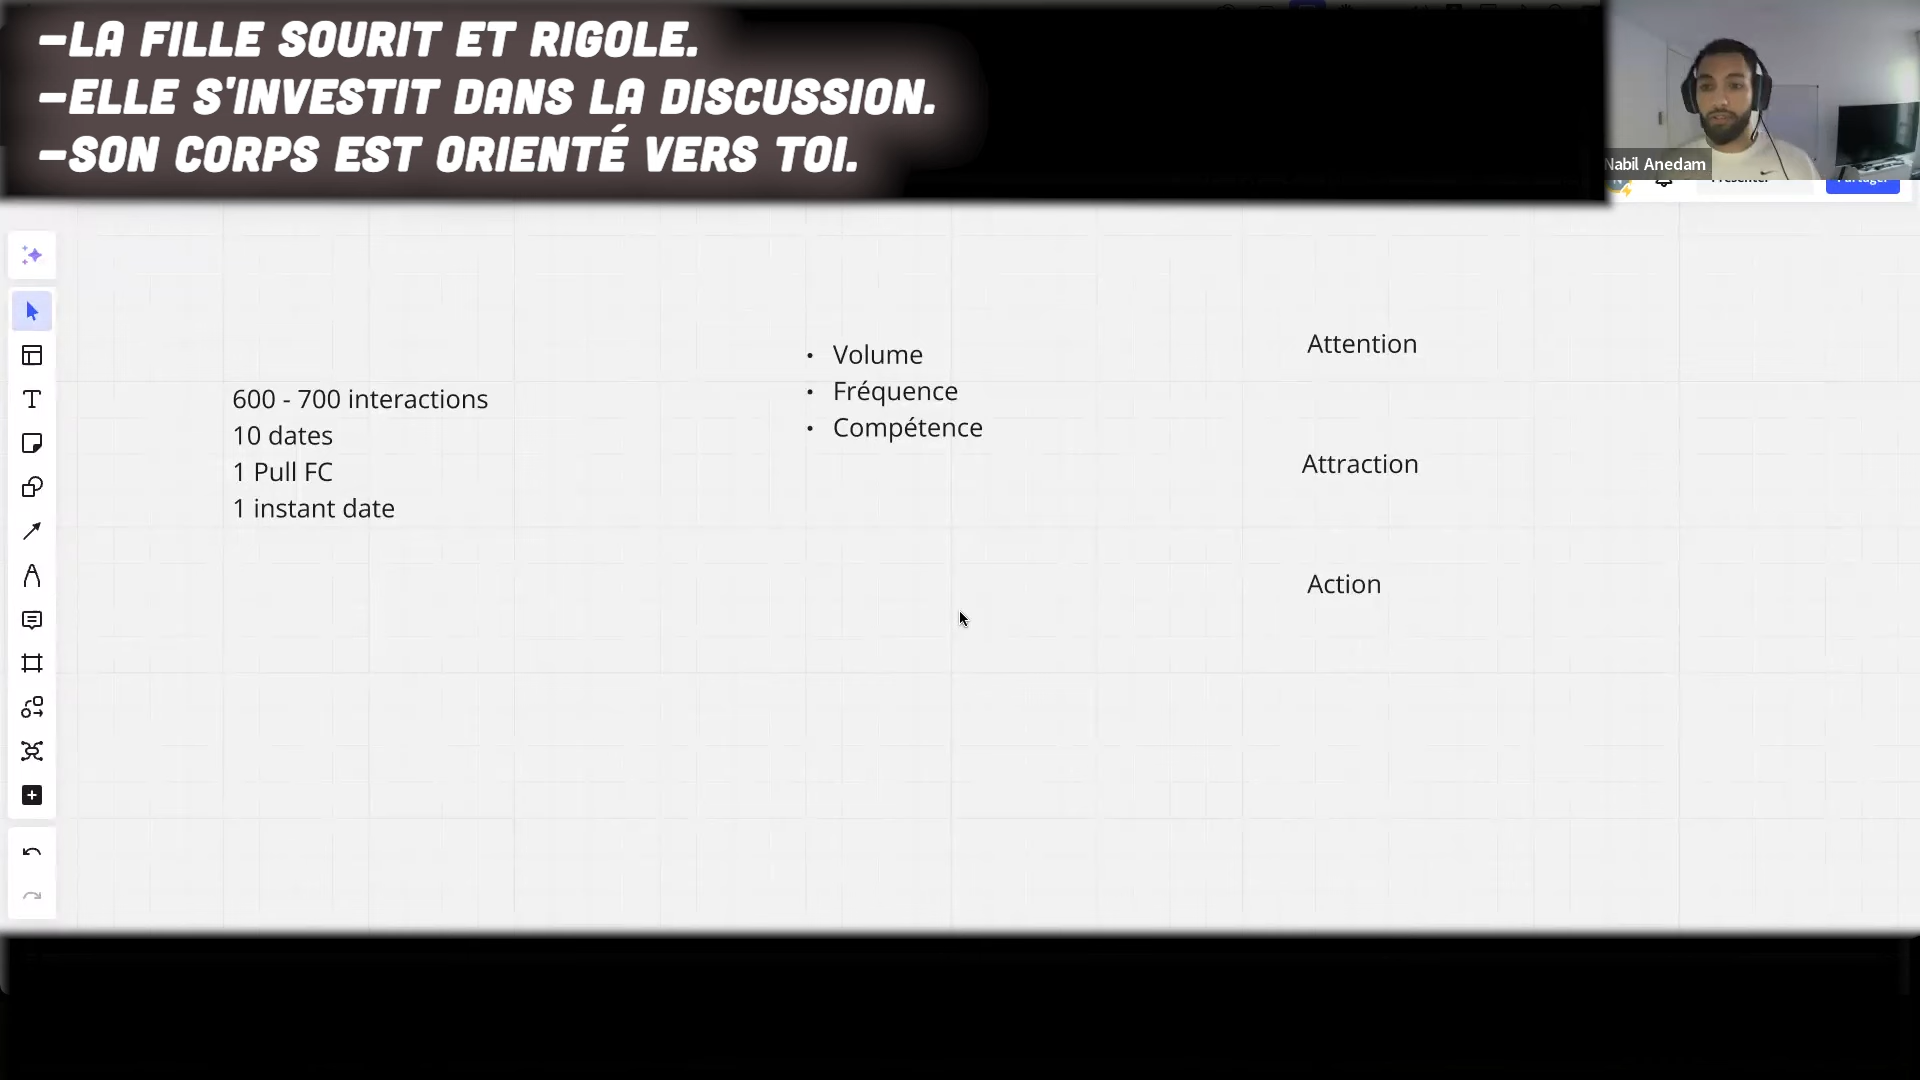 -LA FILLE SOURIT ET RIGOLE.
-ELLE S'INVESTIT DANS LA DISCUSSION.
-SON CORPS EST ORIENTÉ VERS TOI.
Nabil Anedam
600 - 700 interactions
10 dates
1 Pull FC
1 instant date
• Volume
• Fréquence
• Compétence
Attention
Attraction
Action